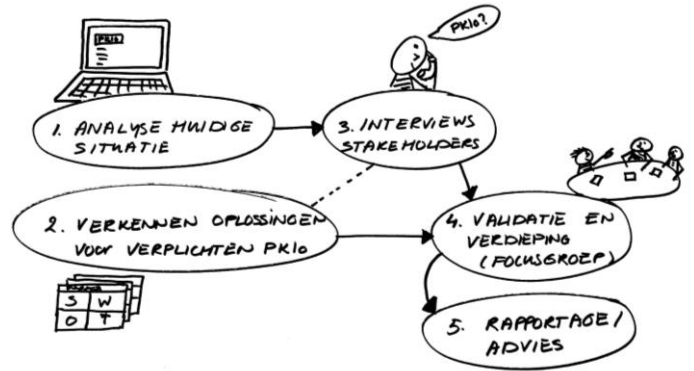 PKIo
PKIo?
1. ANALYSE HUIDIGE
SITUATIE
3. INTERVIEWS
STAKEHOLDERS
2. VERKENNEN OPLOSSINGEN
VOOR VERPLICHTEN PKIo
4. VALIDATIE EN
VERDIEPING
(FOCUSGROEP)
S W
O T
5. RAPPORTAGE/
ADVIES